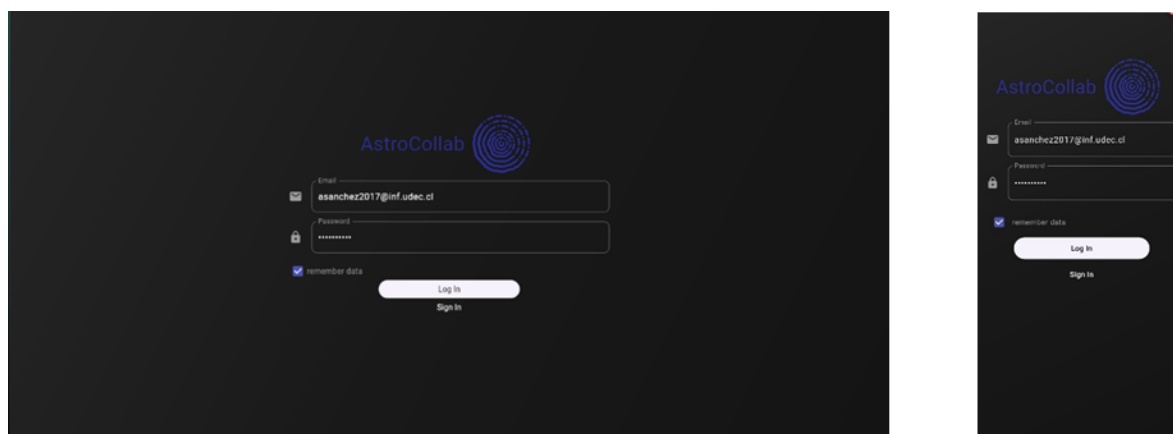 AstroCollab
Email
asanchez2017@inf.udec.cl
Password
••••••••••
remember data
Log In
Sign In
AstroCollab
Email
asanchez2017@inf.udec.cl
Password
••••••••••
remember data
Log In
Sign In